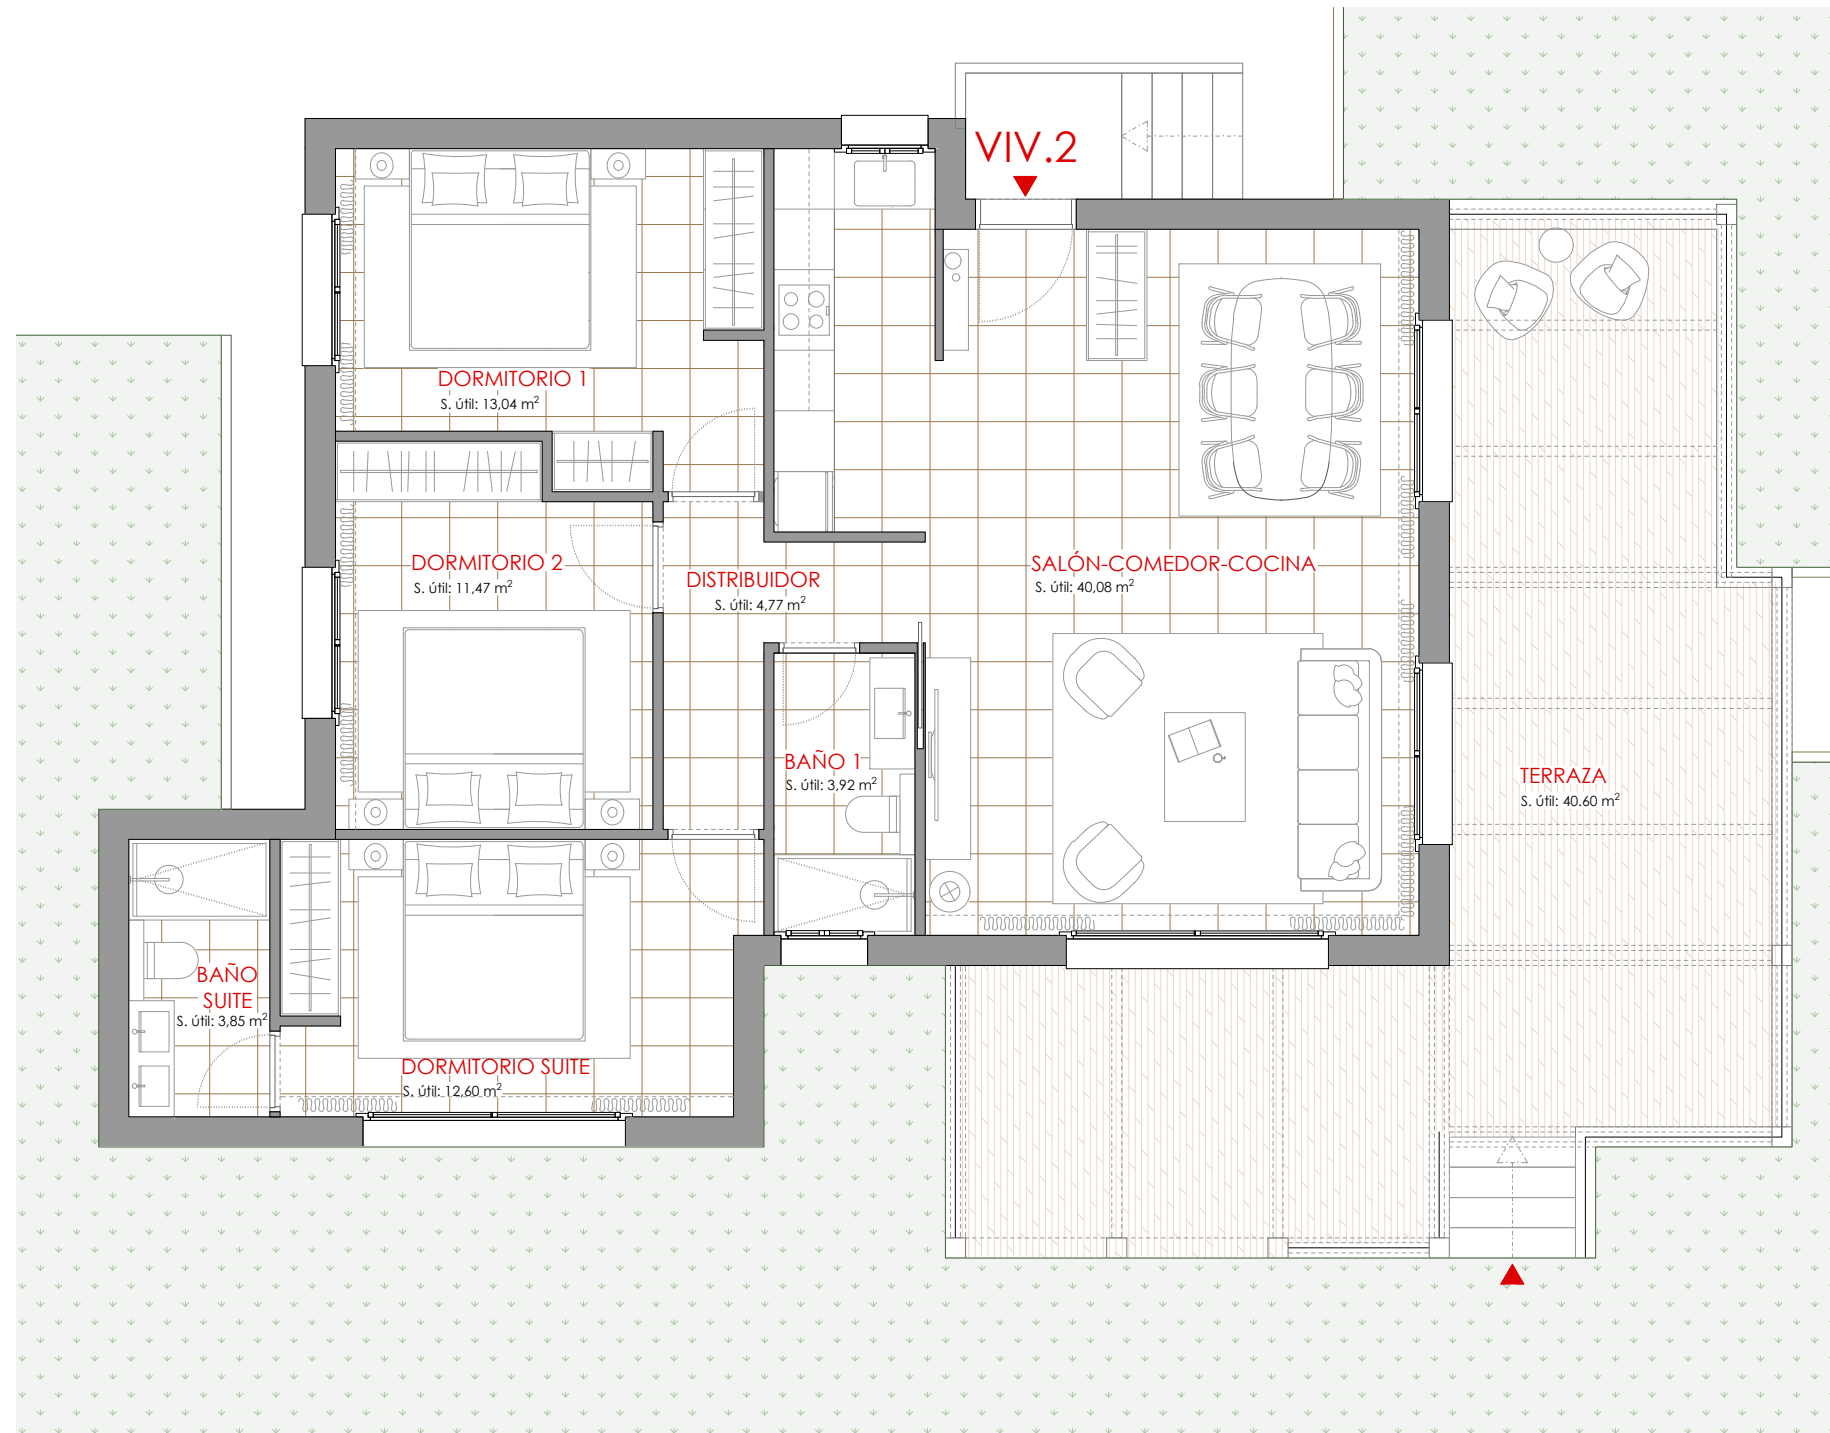 VIV.2
DORMITORIO 1
S. útil: 13,04 m²
DORMITORIO 2
S. útil: 11,47 m²
DISTRIBUIDOR
S. útil: 4,77 m²
SALÓN-COMEDOR-COCINA
S. útil: 40,08 m²
BAÑO 1
S. útil: 3,92 m²
TERRAZA
S. útil: 40.60 m²
BAÑO
SUITE
S. útil: 3,85 m²
DORMITORIO SUITE
S. útil: 12,60 m²